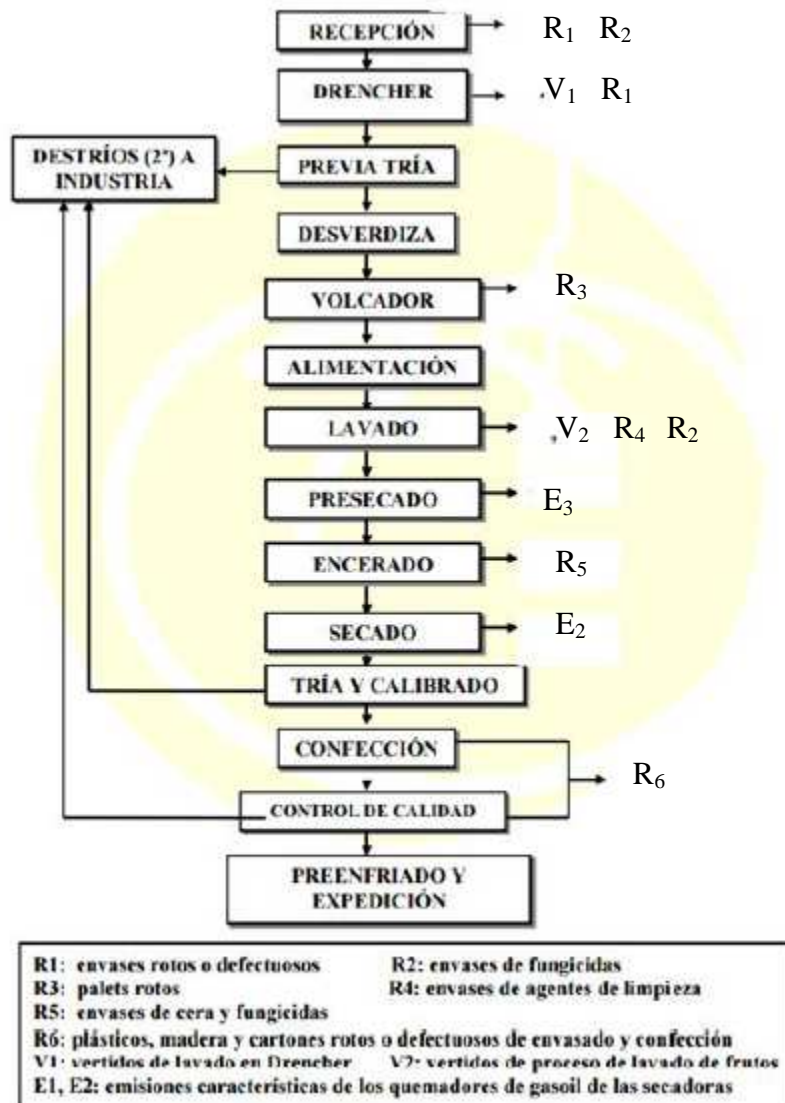 RECEPCIÓN
R1 R2
DRENCHER
.V1 R1
DESTRÍOS (2ª) A
INDUSTRIA
PREVIA TRÍA
DESVERDIZA
VOLCADOR
R3
ALIMENTACIÓN
LAVADO
.V2 R4 R2
PRESECADO
E3
ENCERADO
R5
SECADO
E2
TRÍA Y CALIBRADO
CONFECCIÓN
R6
CONTROL DE CALIDAD
PREENFRIADO Y
EXPEDICIÓN
R1: envases rotos o defectuosos R2: envases de fungicidas
R3: palets rotos R4: envases de agentes de limpieza
R5: envases de cera y fungicidas
R6: plásticos, madera y cartones rotos o defectuosos de envasado y confección
V1: vertidos de lavado en Drencher V2: vertidos de proceso de lavado de frutos
E1, E2: emisiones características de los quemadores de gasoil de las secadoras